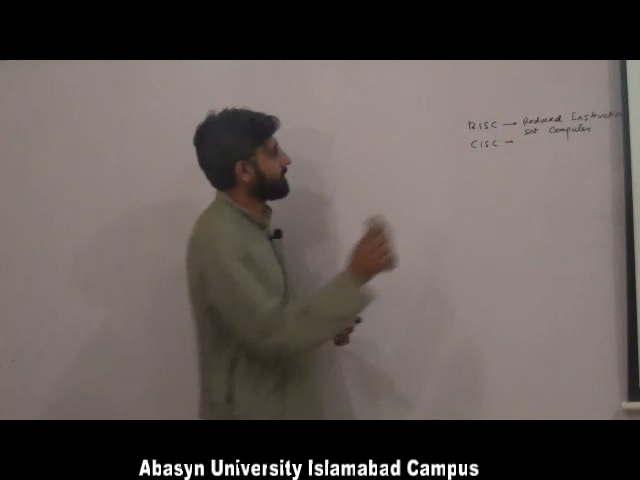 RISC → Reduced Instruction
Set Computer
CISC →
Abasyn University Islamabad Campus